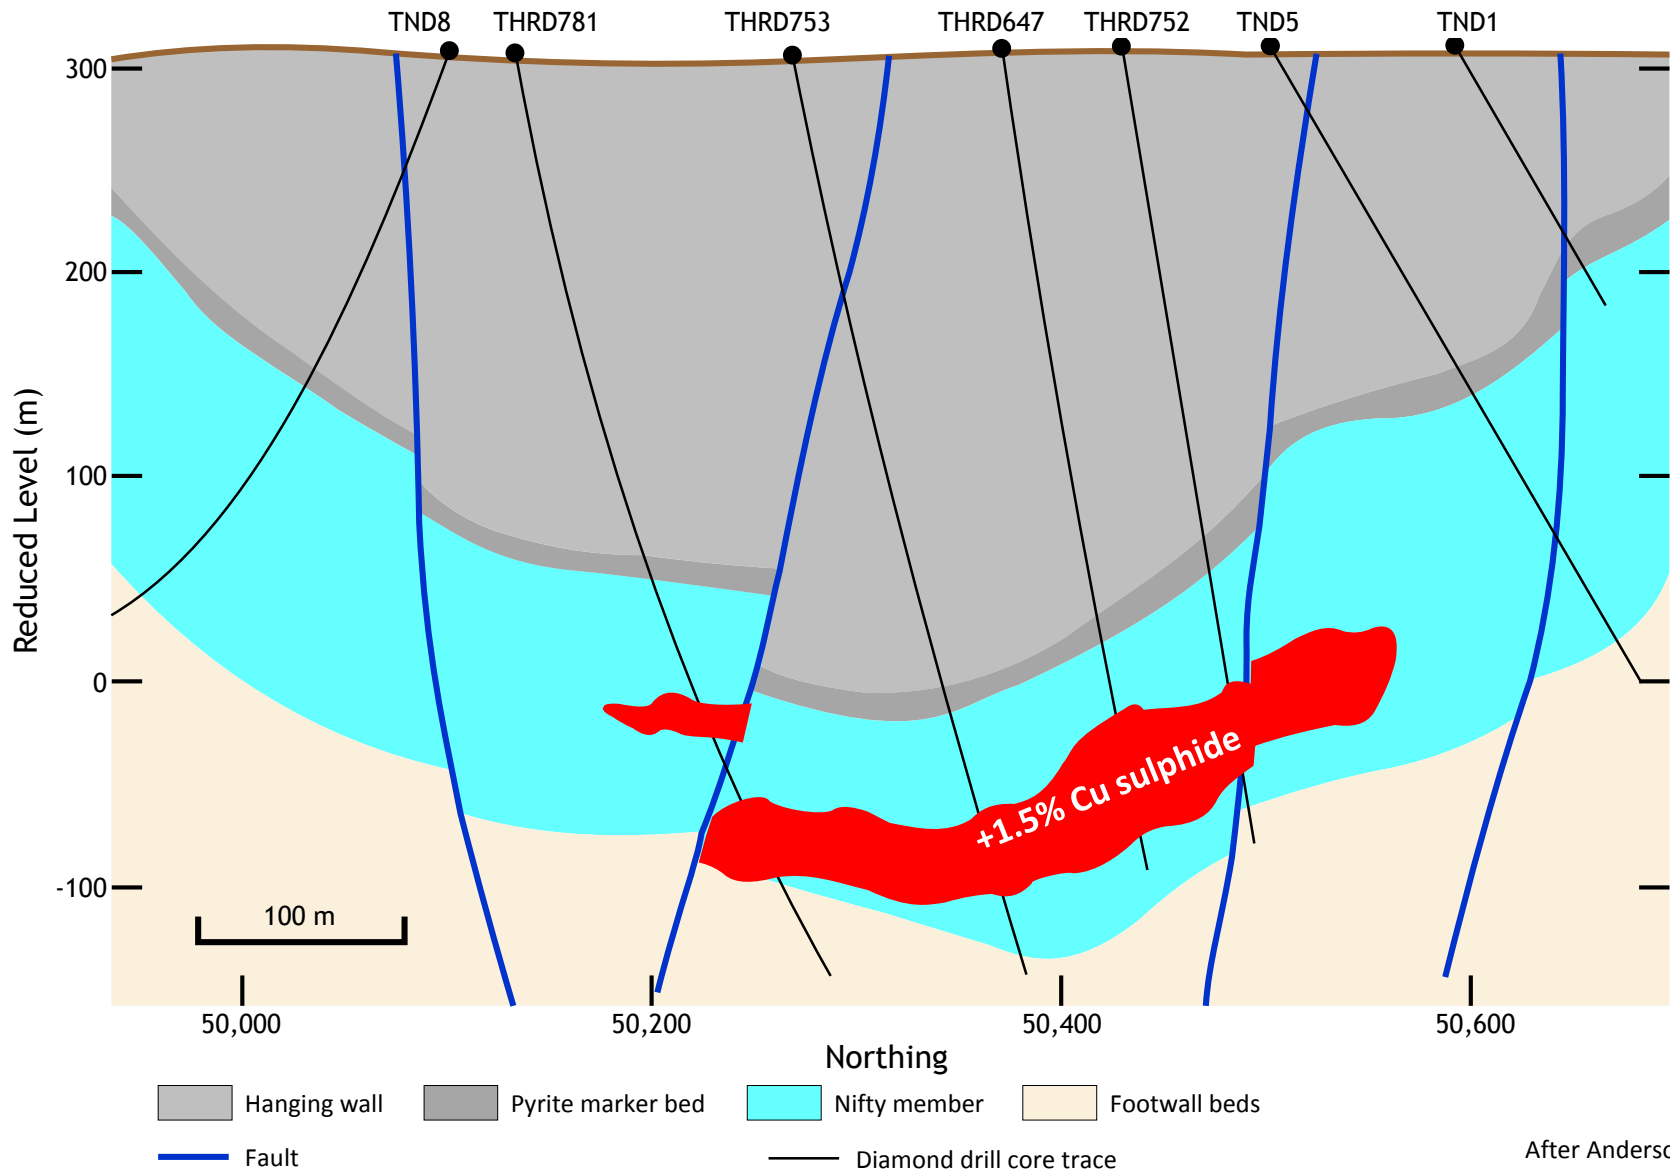 TND8 THRD781 THRD753 THRD647 THRD752 TND5 TND1
300
200
100
0
-100
Reduced Level (m)
+1.5% Cu sulphide
100 m
50,000 50,200 50,400 50,600
Northing
Hanging wall Pyrite marker bed Nifty member Footwall beds
Fault Diamond drill core trace
After Anderso